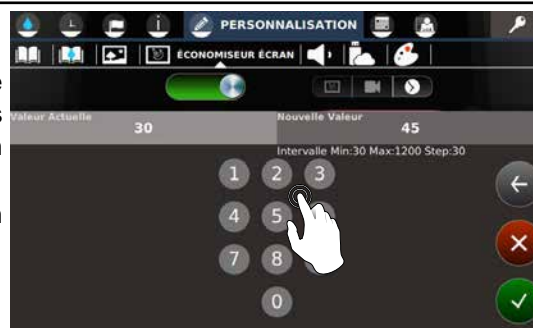 PERSONNALISATION
ÉCONOMISEUR ÉCRAN
Valeur Actuelle
30
Nouvelle Valeur
45
Intervalle Min:30 Max:1200 Step:30
1 2 3
4 5
7 8
0